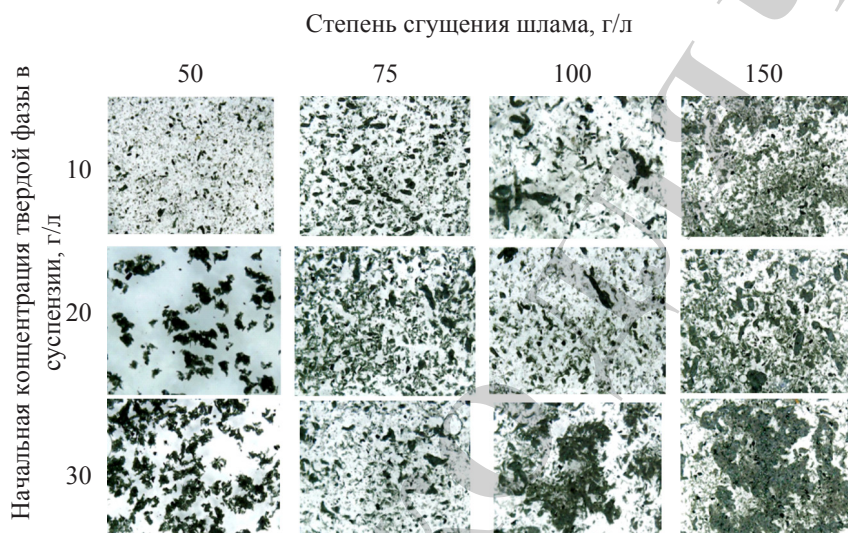 Степень сгущения шлама, г/л
50 75 100 150
Начальная концентрация твердой фазы в
суспензии, г/л
10
20
30